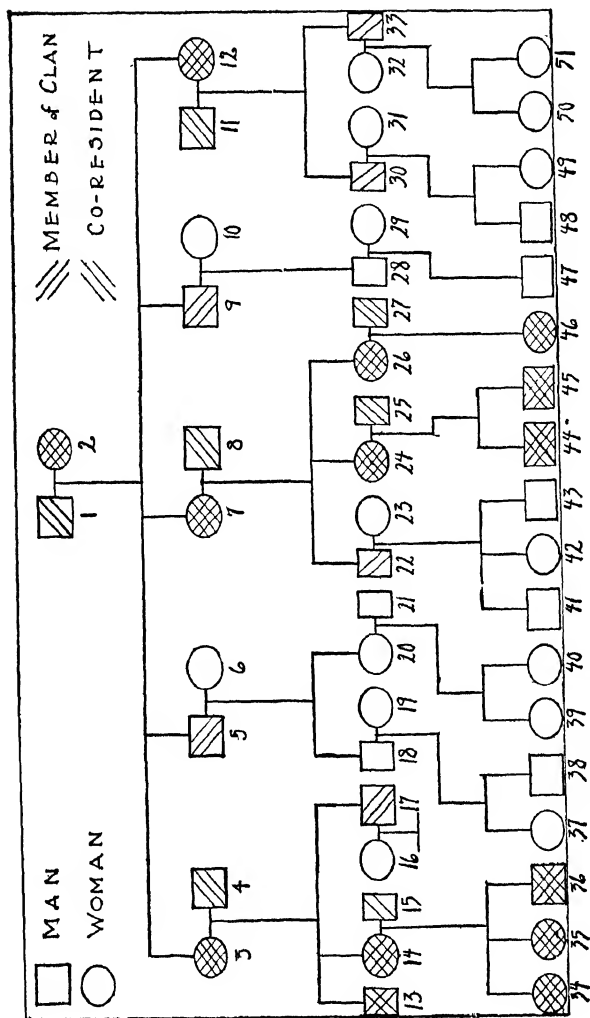 MAN
WOMAN
MEMBER of CLAN
CO-RESIDENT
1 2
3 4 5 6 7 8 9 10 11 12
13 14 15 16 17 18 19 20 21 22 23 24 25 26 27 28 29 30 31 32 33
34 35 36 37 38 39 40 41 42 43 44 45 46 47 48 49 50 51